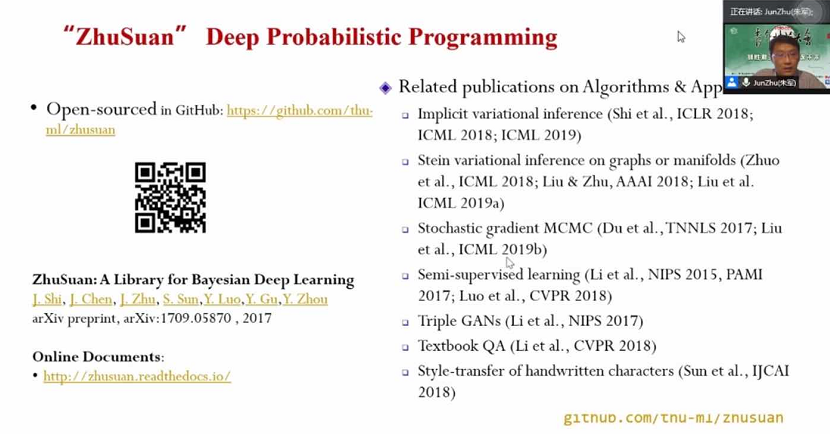 "ZhuSuan" Deep Probabilistic Programming
正在讲话: JunZhu(朱军);
JunZhu(朱军)
• Open-sourced in GitHub: https://github.com/thu-
ml/zhusuan
ZhuSuan: A Library for Bayesian Deep Learning
J. Shi, J. Chen, J. Zhu, S. Sun, Y. Luo, Y. Gu, Y. Zhou
arXiv preprint, arXiv:1709.05870 , 2017
Online Documents:
• http://zhusuan.readthedocs.io/
Related publications on Algorithms & App
Implicit variational inference (Shi et al., ICLR 2018;
ICML 2018; ICML 2019)
Stein variational inference on graphs or manifolds (Zhuo
et al., ICML 2018; Liu & Zhu, AAAI 2018; Liu et al.
ICML 2019a)
Stochastic gradient MCMC (Du et al., TNNLS 2017; Liu
et al., ICML 2019b)
Semi-supervised learning (Li et al., NIPS 2015, PAMI
2017; Luo et al., CVPR 2018)
Triple GANs (Li et al., NIPS 2017)
Textbook QA (Li et al., CVPR 2018)
Style-transfer of handwritten characters (Sun et al., IJCAI
2018)
github.com/thu-ml/zhusuan